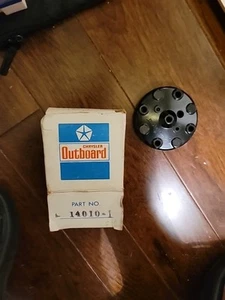 CHRYSLER
Outboard
PART NO.
L 14010-1